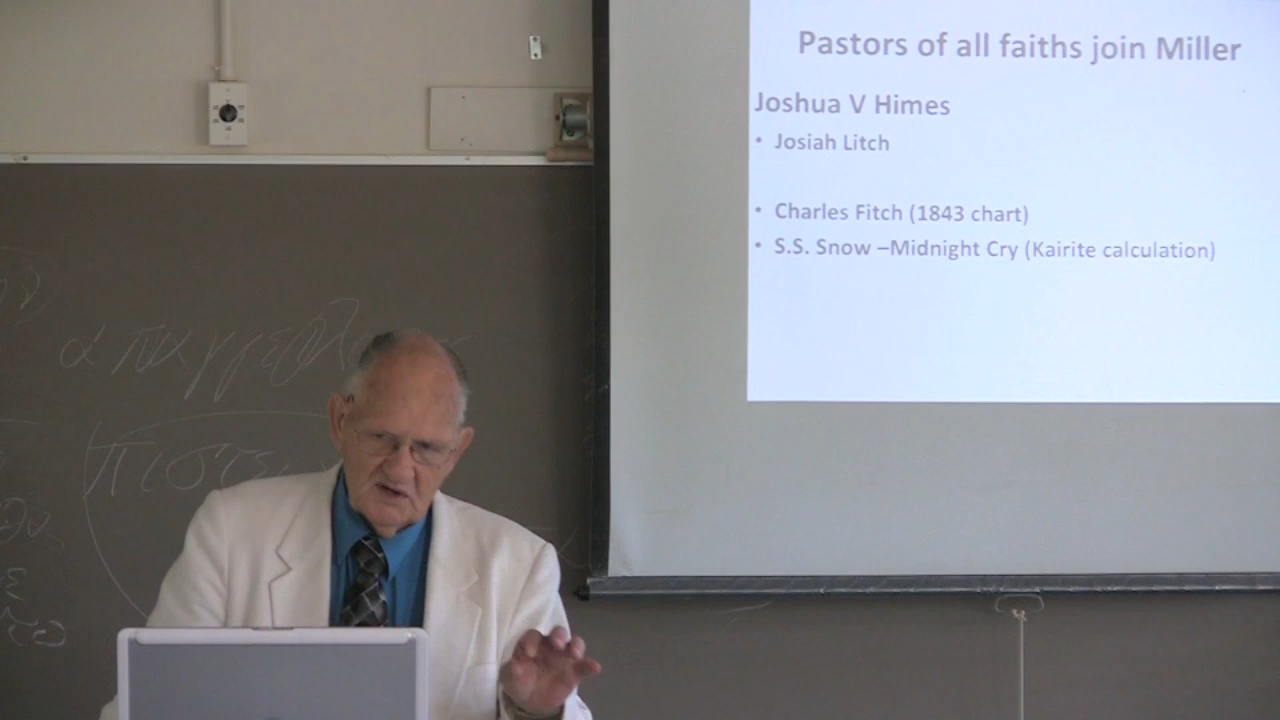 Pastors of all faiths join Miller
Joshua V Himes
• Josiah Litch
• Charles Fitch (1843 chart)
• S.S. Snow –Midnight Cry (Kairite calculation)
πιστε